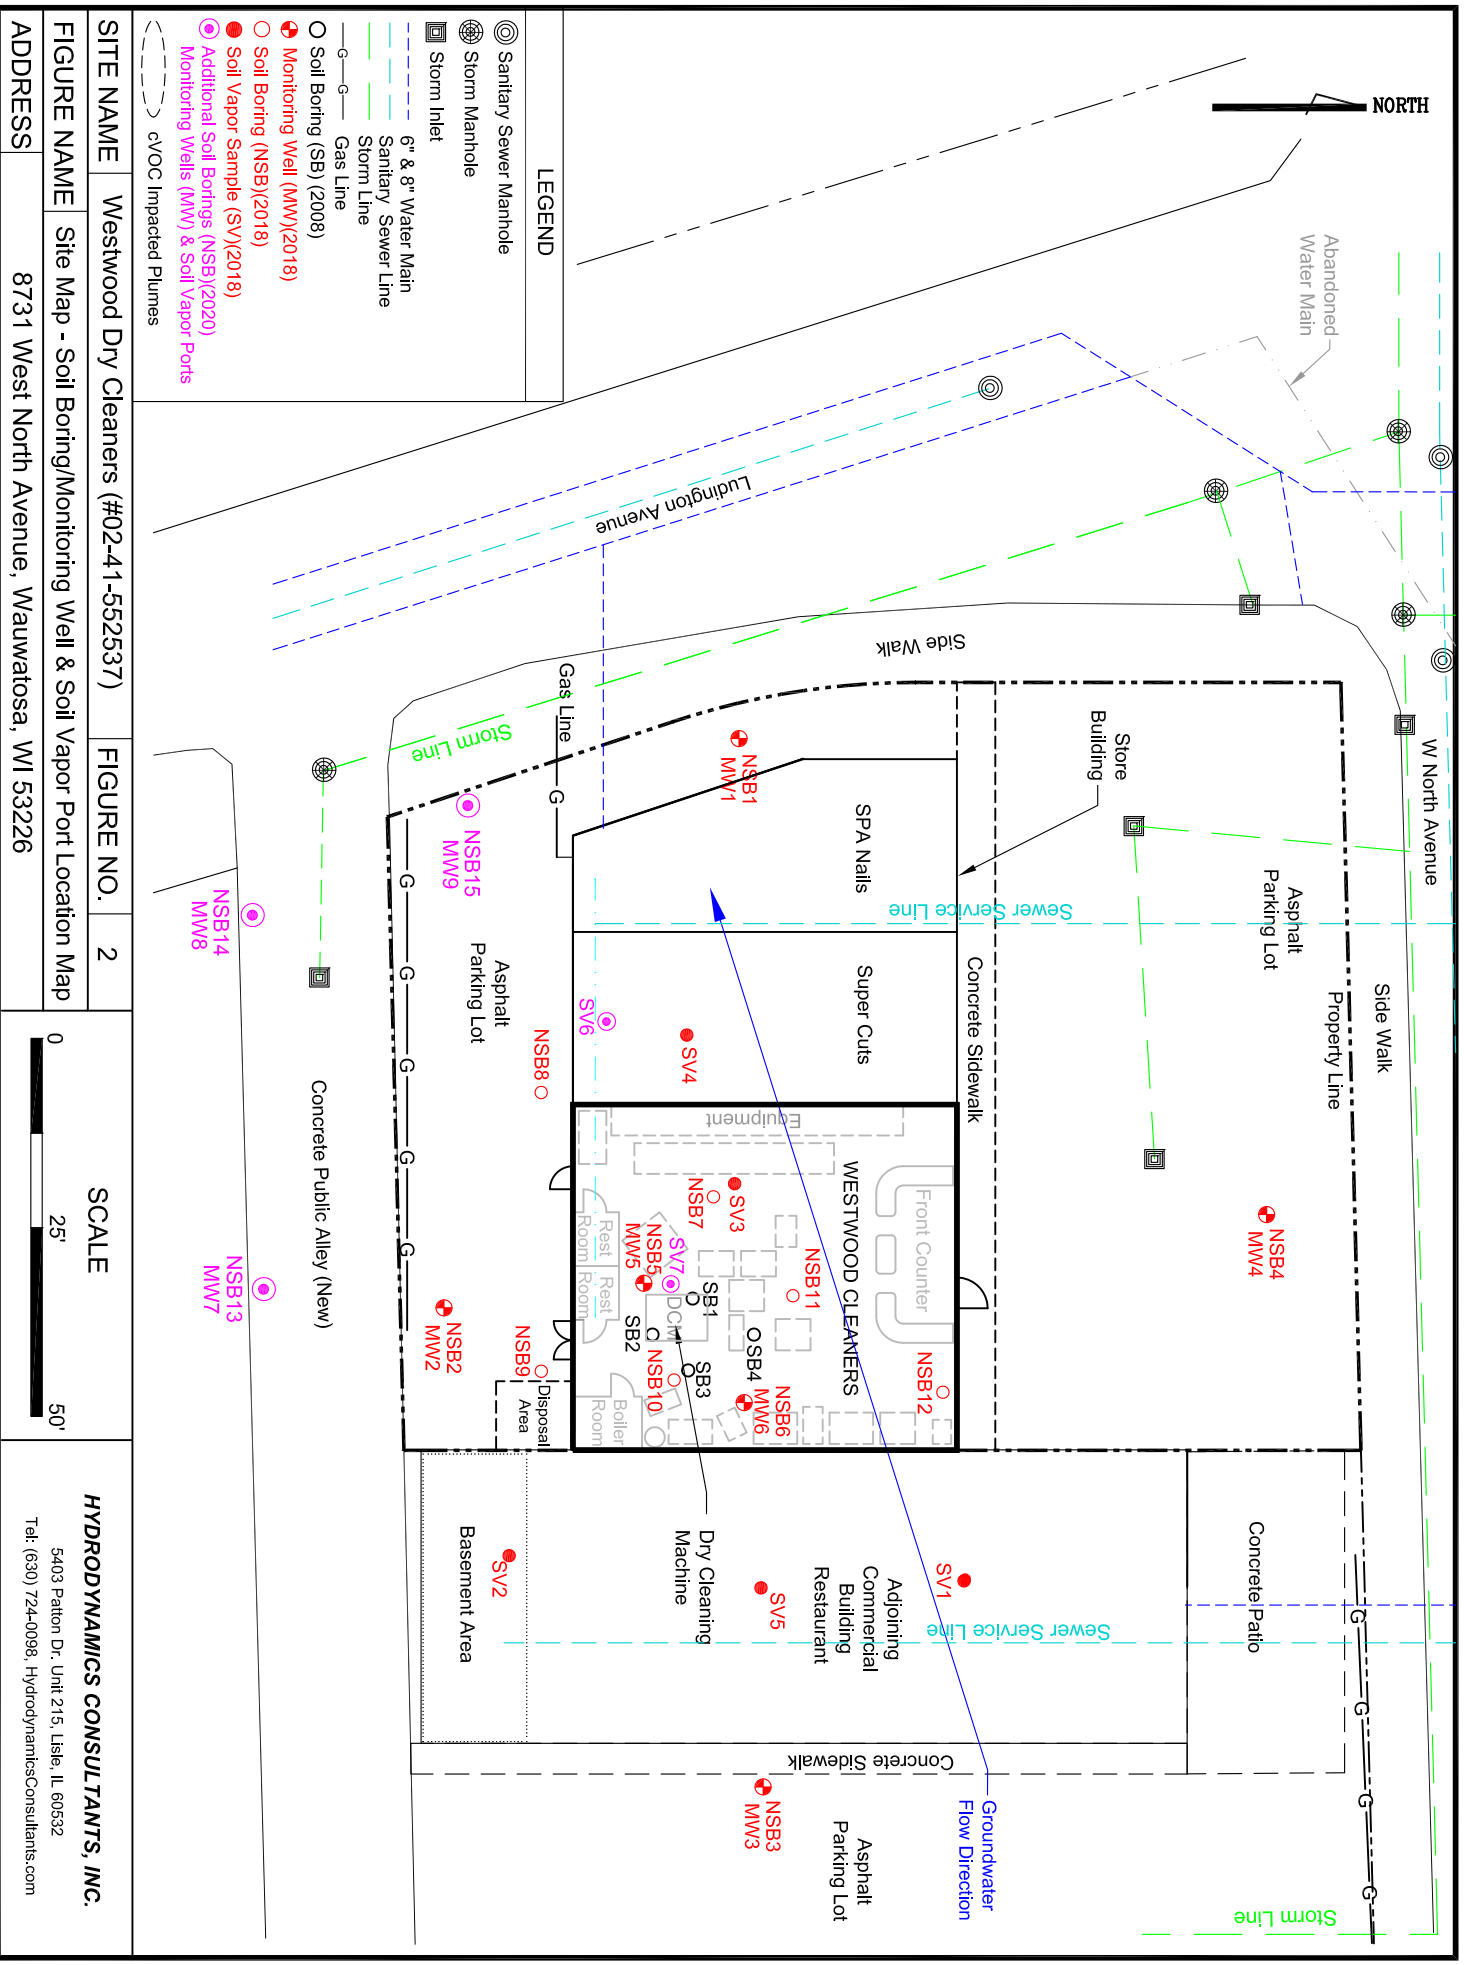 NORTH
LEGEND
Sanitary Sewer Manhole
Storm Manhole
Storm Inlet
6" & 8" Water Main
Sanitary Sewer Line
Storm Line
G G Gas Line
Soil Boring (SB) (2008)
Monitoring Well (MW)(2018)
Soil Boring (NSB)(2018)
Soil Vapor Sample (SV)(2018)
Additional Soil Borings (NSB)(2020)
Monitoring Wells (MW) & Soil Vapor Ports
cVOC Impacted Plumes
Abandoned
Water Main
Ludington Avenue
Side Walk
W North Avenue
Side Walk
Property Line
Asphalt
Parking Lot
Store
Building
Sewer Service Line
Concrete Sidewalk
NSB4
MW4
Concrete Patio
G
G
G
G
Storm Line
Gas Line
G
Storm Line
NSB1
MW1
SPA Nails
Super Cuts
SV4
SV6
Equipment
WESTWOOD CLEANERS
Front Counter
SV3
NSB7
NSB11
NSB12
NSB5
MW5
SV7
SB1
DCM
SB2
SB3
SB4
NSB10
NSB6
MW6
Rest
Room
Rest
Room
Boiler
Room
NSB8
NSB9
Disposal
Area
Asphalt
Parking Lot
NSB15
MW9
NSB2
MW2
G
G
G
G
G
Dry Cleaning
Machine
SV1
SV5
SV2
Adjoining
Commercial
Building
Restaurant
Sewer Service Line
Basement Area
Concrete Sidewalk
NSB3
MW3
Asphalt
Parking Lot
Groundwater
Flow Direction
NSB14
MW8
NSB13
MW7
Concrete Public Alley (New)
SITE NAME
Westwood Dry Cleaners (#02-41-552537)
FIGURE NO.
2
FIGURE NAME
Site Map - Soil Boring/Monitoring Well & Soil Vapor Port Location Map
ADDRESS
8731 West North Avenue, Wauwatosa, WI 53226
SCALE
0 25' 50'
HYDRODYNAMICS CONSULTANTS, INC.
5403 Patton Dr. Unit 215, Lisle, IL 60532
Tel: (630) 724-0098, HydrodynamicsConsultants.com